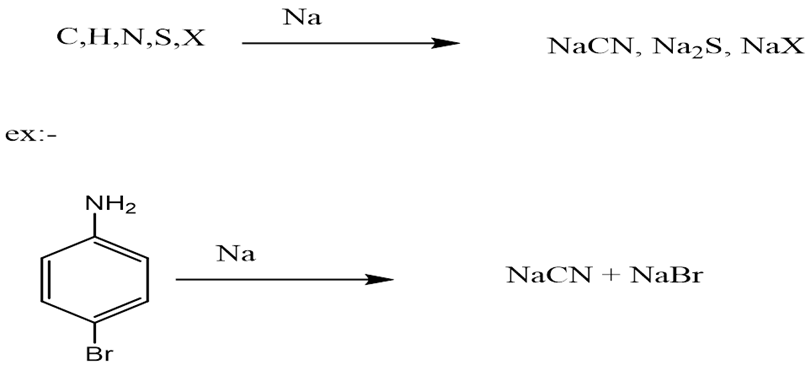 C,H,N,S,X Na NaCN, Na₂S, NaX
ex:-
NH₂
Na NaCN + NaBr
Br